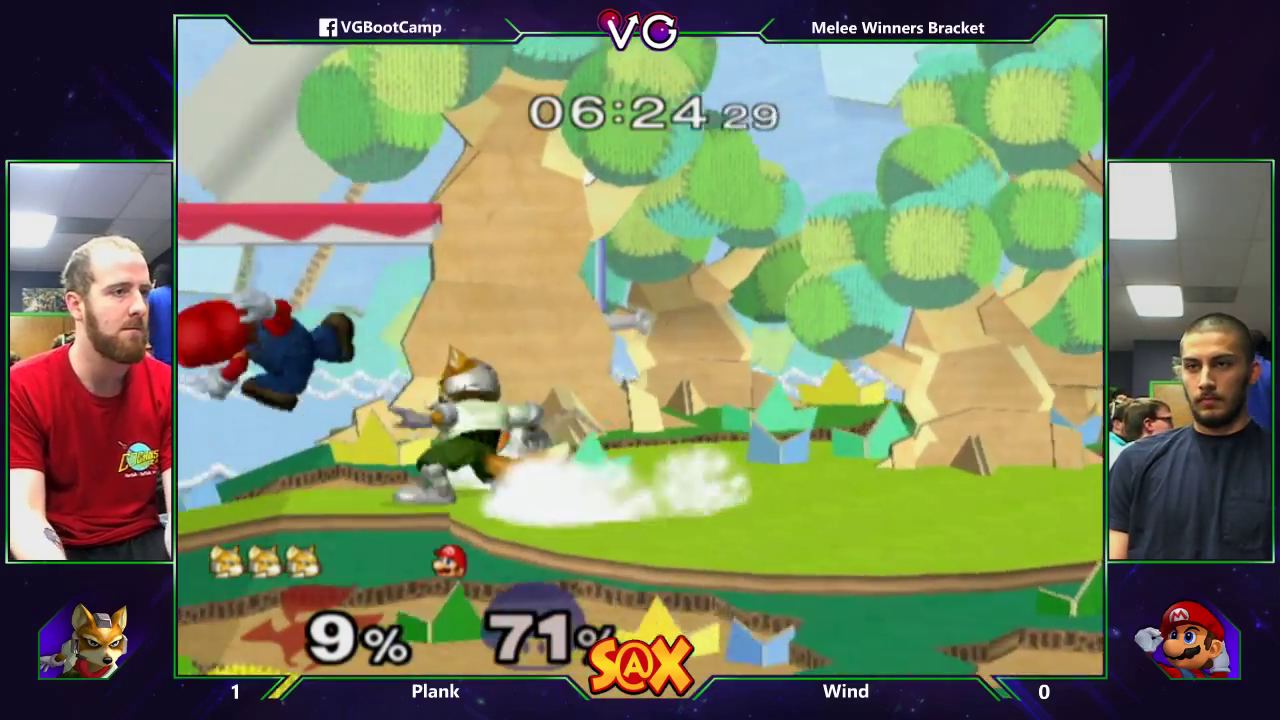 VGBootCamp
VG
Melee Winners Bracket
06:24 29
9%
71%
S@X
1
Plank
Wind
0